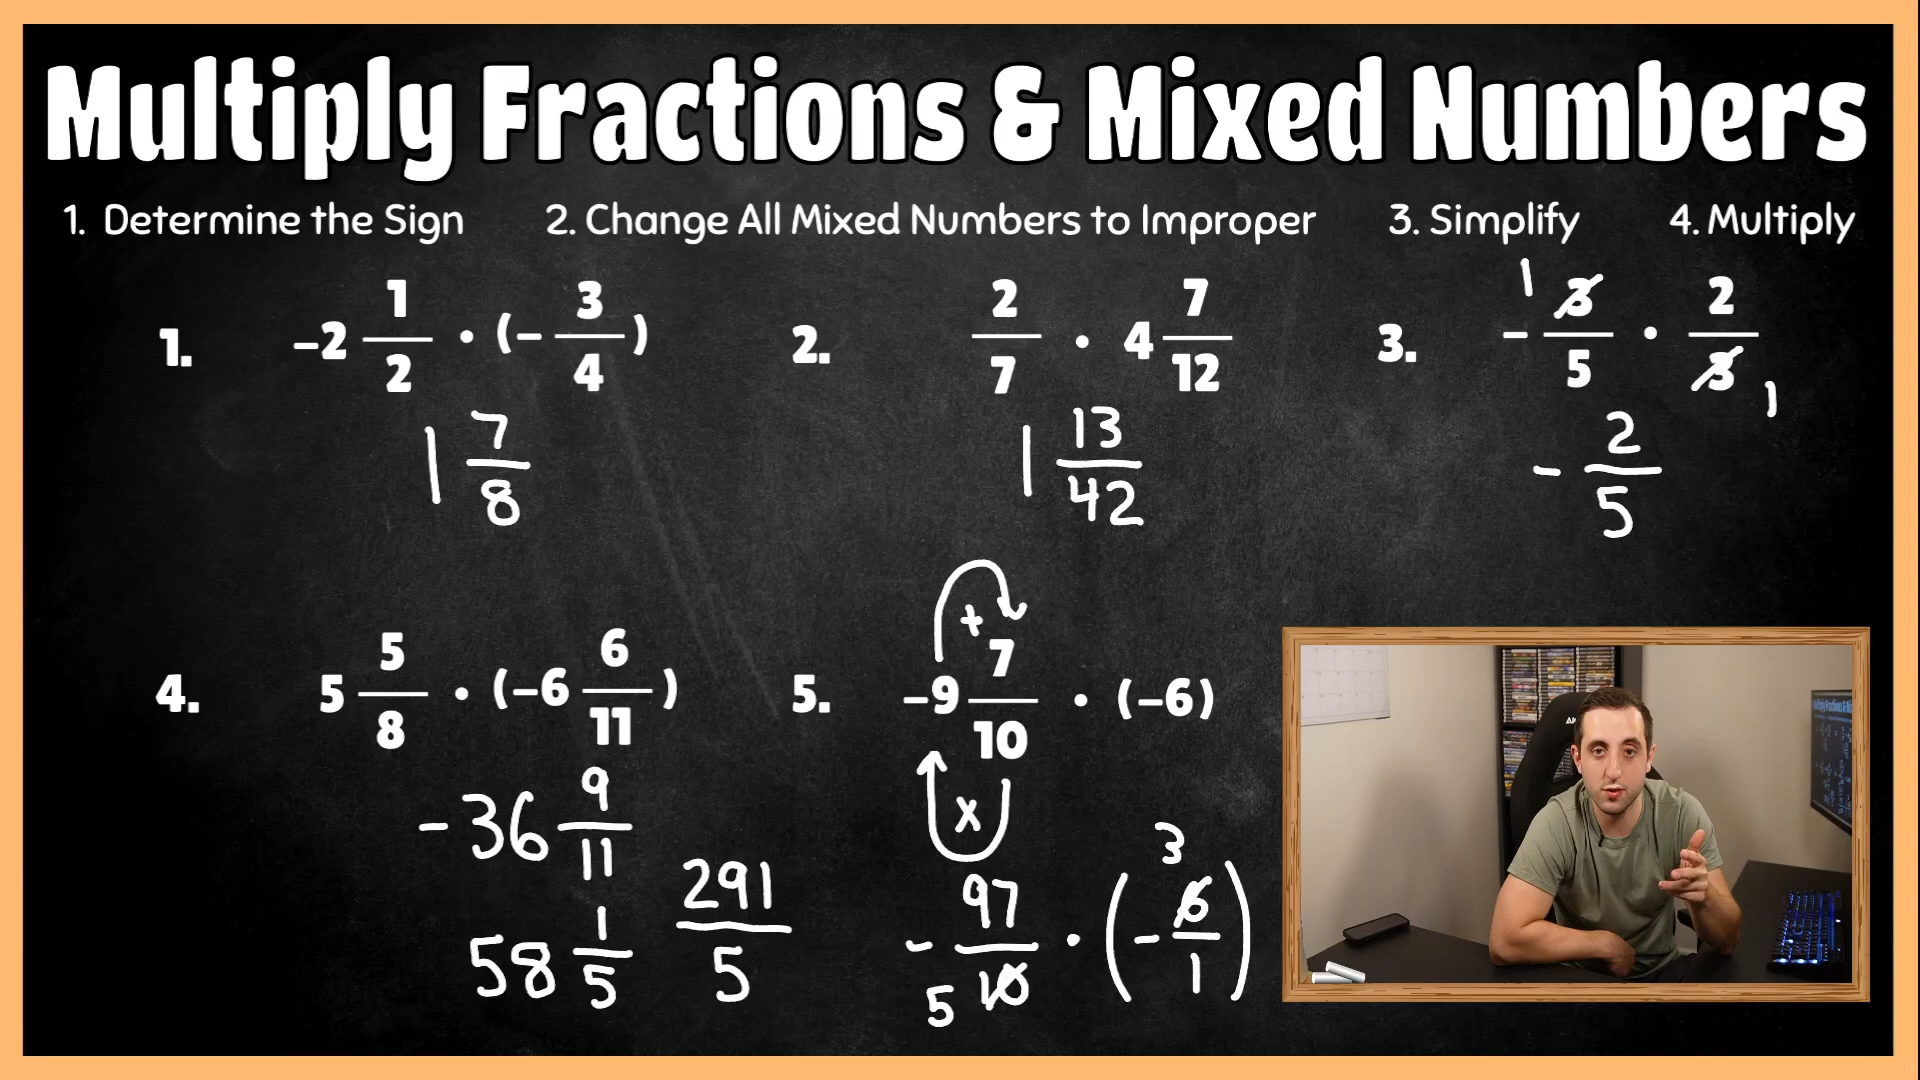 Multiply Fractions & Mixed Numbers
1. Determine the Sign 2. Change All Mixed Numbers to Improper 3. Simplify 4. Multiply
1. -2 1/2 · (- 3/4)
1 7/8
2. 2/7 · 4 7/12
1 13/42
3. - 3/5 · 2/3
1
1
- 2/5
4. 5 5/8 · (-6 6/11)
- 36 9/11
5. -9 7/10 · (-6)
+
x
- 97/10 · (- 6/1)
5
3
291/5
58 1/5